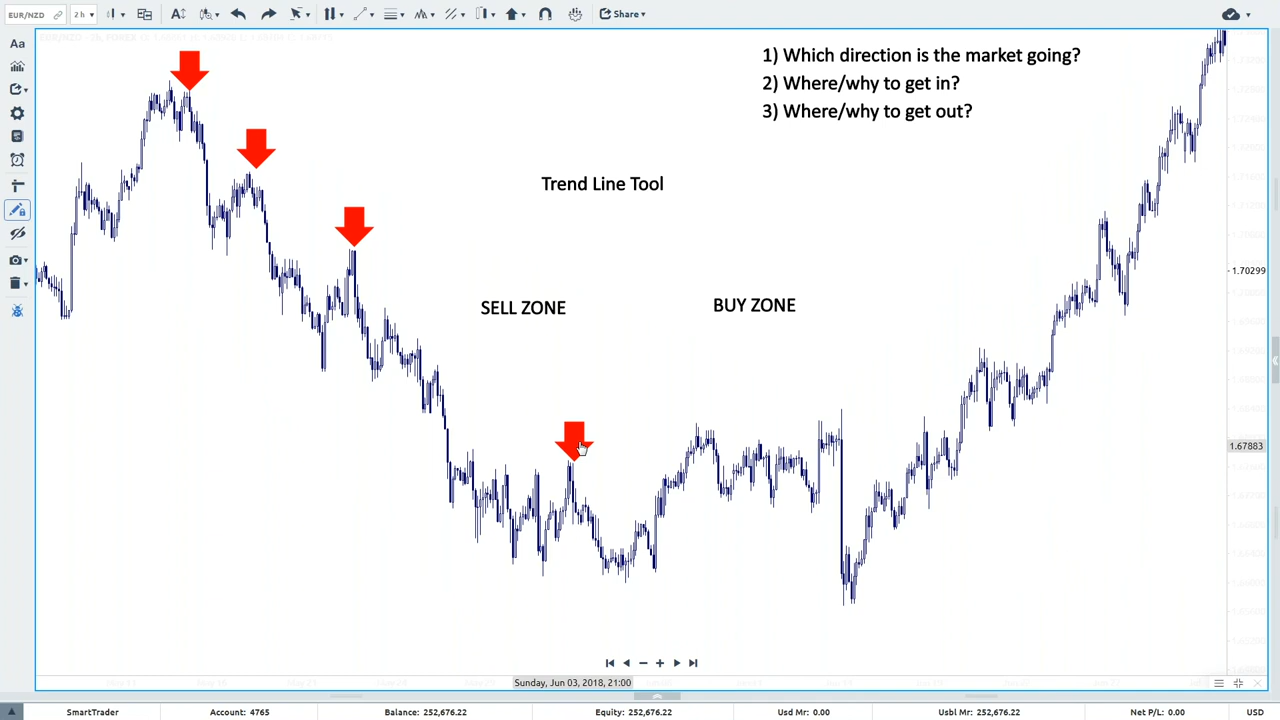 EUR/NZD
2 h
Share
Aa
1) Which direction is the market going?
2) Where/why to get in?
3) Where/why to get out?
Trend Line Tool
SELL ZONE
BUY ZONE
1.70299
1.67883
Sunday, Jun 03, 2018, 21:00
SmartTrader
Account: 4765
Balance: 252,676.22
Equity: 252,676.22
Usd Mr: 0.00
Usbl Mr: 252,676.22
Net P/L: 0.00
USD